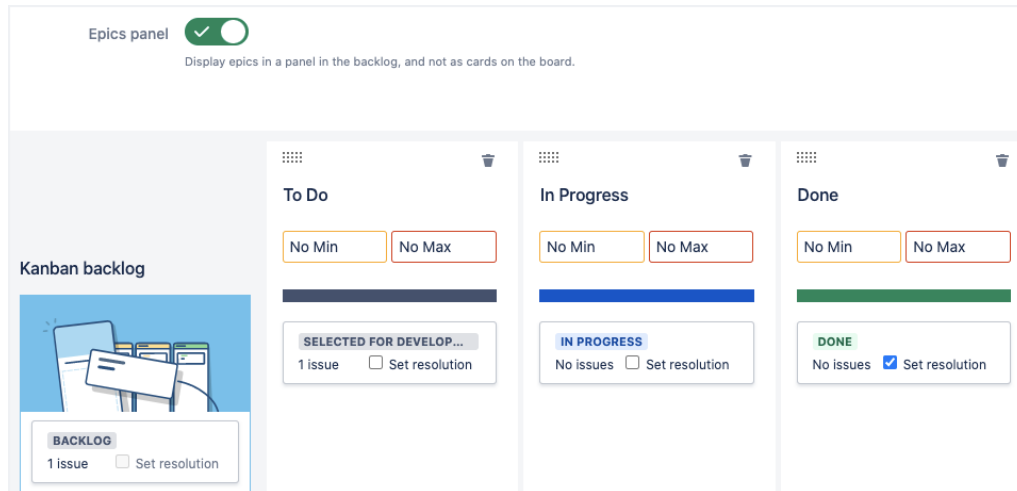 Epics panel
Display epics in a panel in the backlog, and not as cards on the board.
Kanban backlog
BACKLOG
1 issue Set resolution
To Do
No Min No Max
SELECTED FOR DEVELOP...
1 issue Set resolution
In Progress
No Min No Max
IN PROGRESS
No issues Set resolution
Done
No Min No Max
DONE
No issues Set resolution